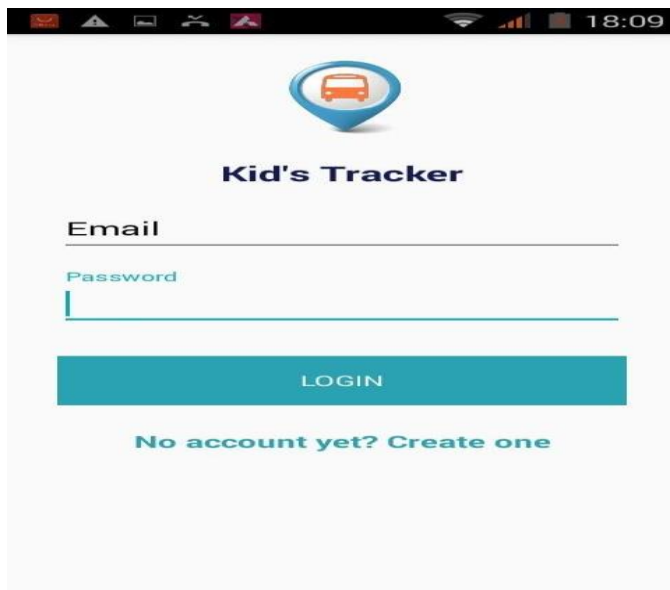 18:09
Kid's Tracker
Email
Password
LOGIN
No account yet? Create one